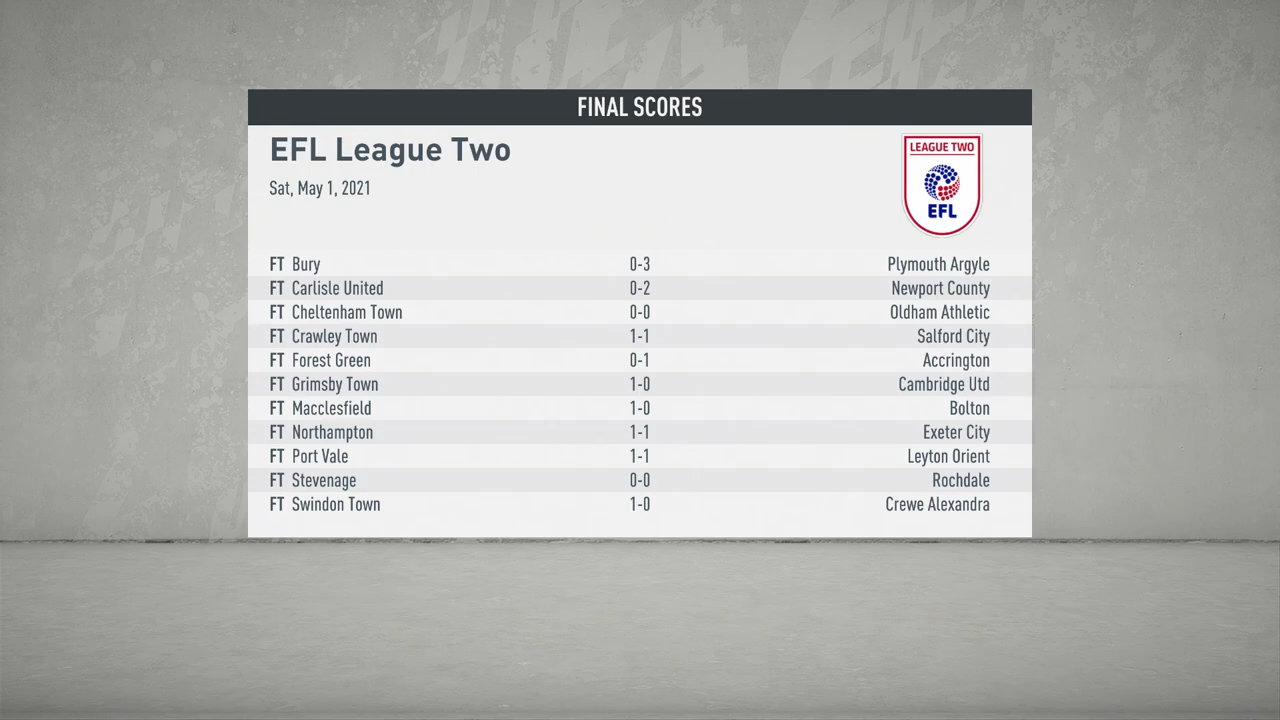 FINAL SCORES
EFL League Two
LEAGUE TWO
EFL
Sat, May 1, 2021
FT Bury 0-3 Plymouth Argyle
FT Carlisle United 0-2 Newport County
FT Cheltenham Town 0-0 Oldham Athletic
FT Crawley Town 1-1 Salford City
FT Forest Green 0-1 Accrington
FT Grimsby Town 1-0 Cambridge Utd
FT Macclesfield 1-0 Bolton
FT Northampton 1-1 Exeter City
FT Port Vale 1-1 Leyton Orient
FT Stevenage 0-0 Rochdale
FT Swindon Town 1-0 Crewe Alexandra